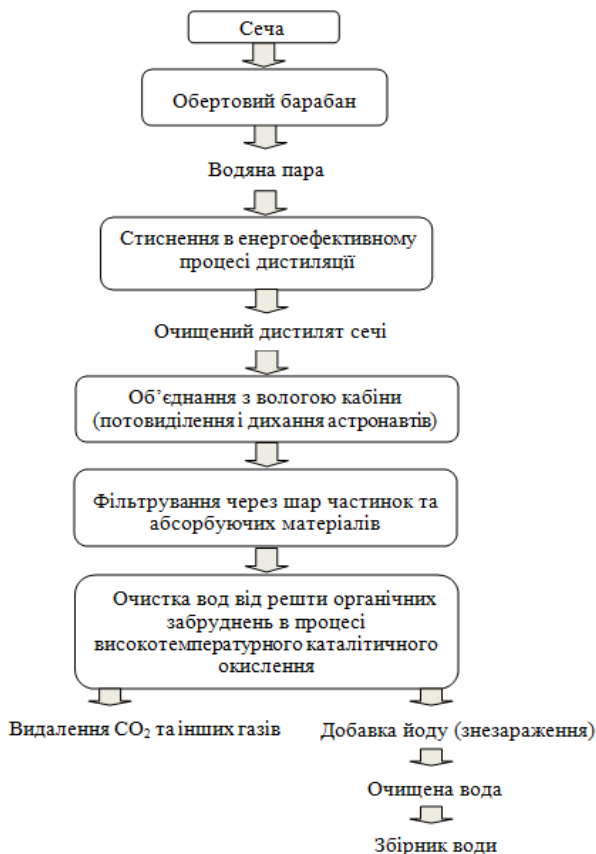 Сеча
Обертовий барабан
Водяна пара
Стиснення в енергоефективному
процесі дистиляції
Очищений дистилят сечі
Об’єднання з вологою кабіни
(потовиділення і дихання астронавтів)
Фільтрування через шар частинок та
абсорбуючих матеріалів
Очистка вод від решти органічних
забруднень в процесі
високотемпературного каталітичного
окислення
Видалення CO₂ та інших газів
Добавка йоду (знезараження)
Очищена вода
Збірник води